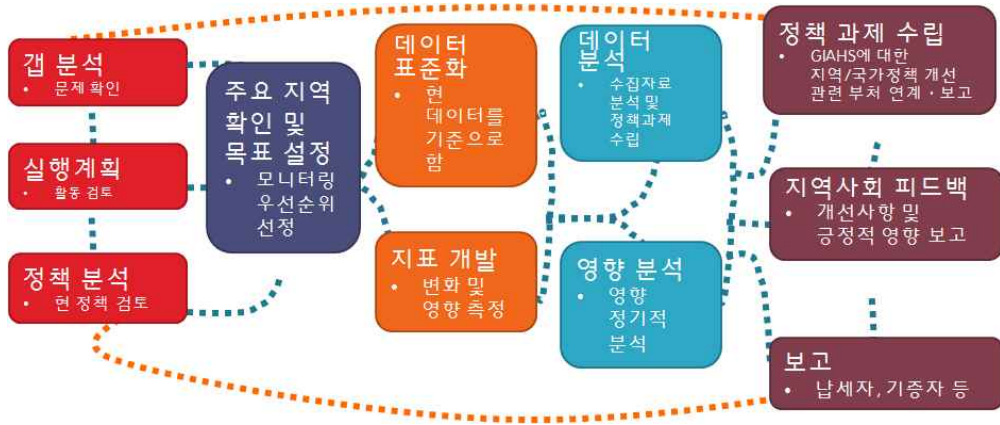 갭 분석
• 문제 확인
실행계획
• 활동 검토
정책 분석
• 현 정책 검토
주요 지역
확인 및
목표 설정
• 모니터링
우선순위
선정
데이터
표준화
• 현
데이터를
기준으로
함
지표 개발
• 변화 및
영향 측정
데이터
분석
• 수집자료
분석 및
정책과제
수립
영향 분석
• 영향
정기적
분석
정책 과제 수립
• GIAHS에 대한
지역/국가정책 개선
관련 부처 연계·보고
지역사회 피드백
• 개선사항 및
긍정적 영향 보고
보고
• 납세자, 기증자 등